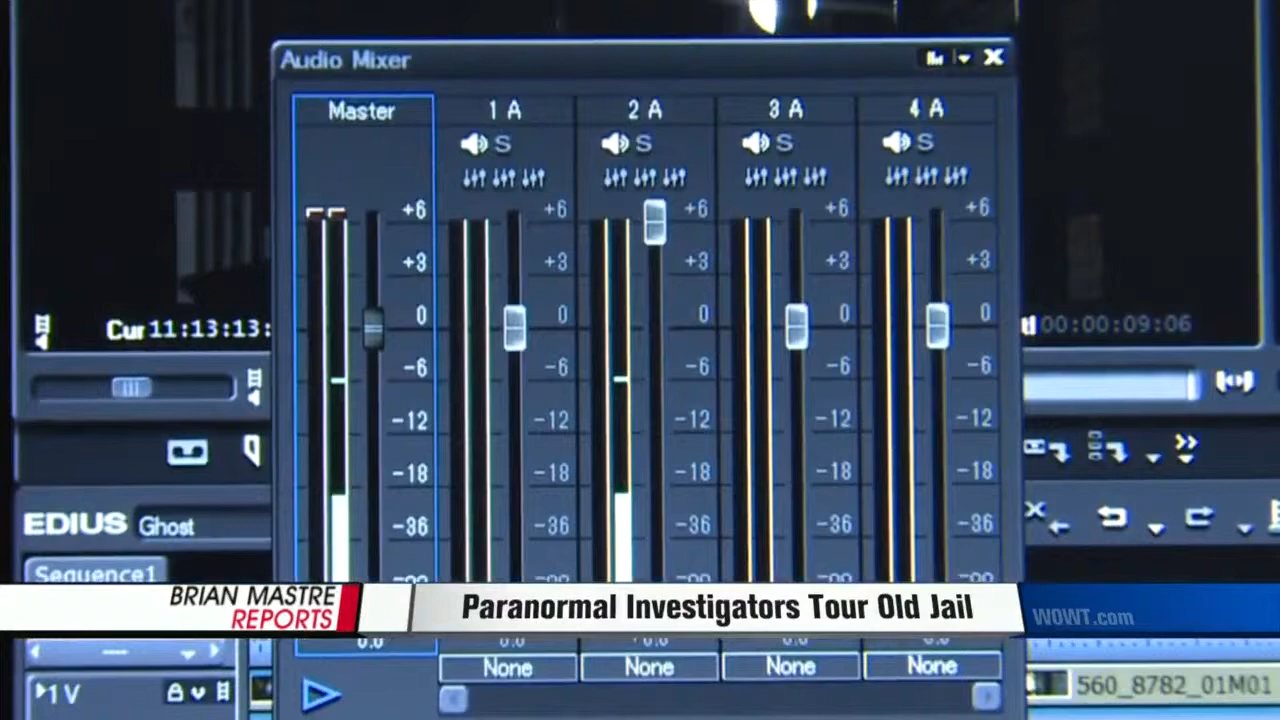 Audio Mixer
Master 1 A 2 A 3 A 4 A
S S S S
+6 +6 +6 +6 +6
+3 +3 +3 +3 +3
0 0 0 0 0
Cur 11:13:13: 00:00:09:06
-6 -6 -6 -6 -6
-12 -12 -12 -12 -12
-18 -18 -18 -18 -18
-36 -36 -36 -36 -36
EDIUS Ghost
Sequence1
BRIAN MASTRE
REPORTS
Paranormal Investigators Tour Old Jail
WOWT.com
None None None None
1 V
560_8782_01M01